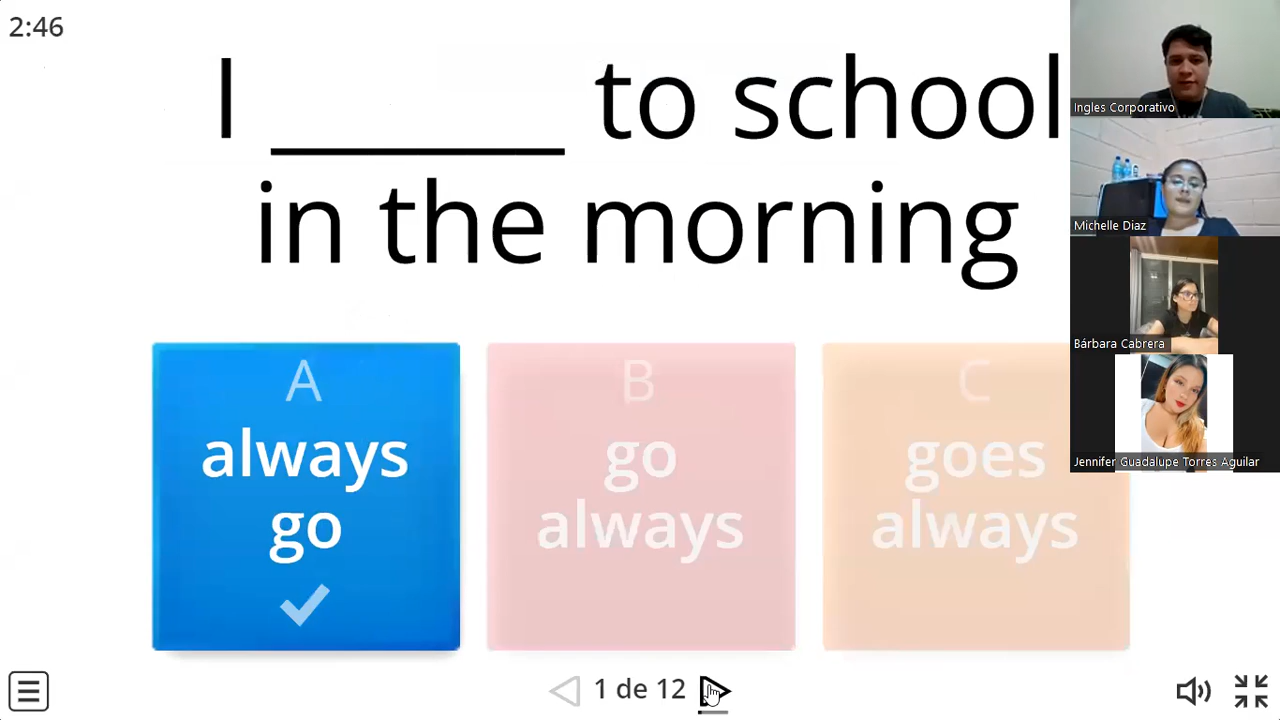 2:46
I ______ to school
in the morning
A
always
go
B
go
always
C
goes
always
1 de 12
Ingles Corporativo
Michelle Diaz
Bárbara Cabrera
Jennifer Guadalupe Torres Aguilar